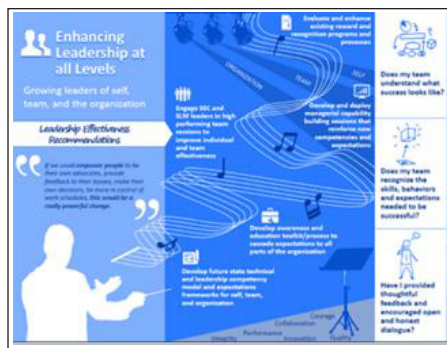 Enhancing
Leadership at
all Levels
Growing leaders of self,
team, and the organization
Leadership Effectiveness
Recommendations
If we could empower people to
be their own advocates, provide
feedback to their bosses, make their
own decisions, be more in control of
work schedules, this would be a
really powerful change.
Evaluate and enhance
existing reward and
recognition programs and
processes
ORGANIZATION
TEAM
SELF
Engage SEC and
SLM leaders in high
performing team
sessions to improve
individual and team
effectiveness
Develop and deploy
managerial capability
building sessions that
reinforce new
competencies and
expectations
Develop awareness and
education toolkit/process to
cascade expectations to all
parts of the organization
Develop future state technical
and leadership competency
model and expectations
frameworks for self, team, and
organization
Courage
Collaboration
Performance
Integrity
Innovation
Quality
Does my team
understand what
success looks like?
Does my team
recognize the skills,
behaviors and
expectations
needed to be
successful?
Have I provided
thoughtful
feedback and
encouraged open
and honest
dialogue?